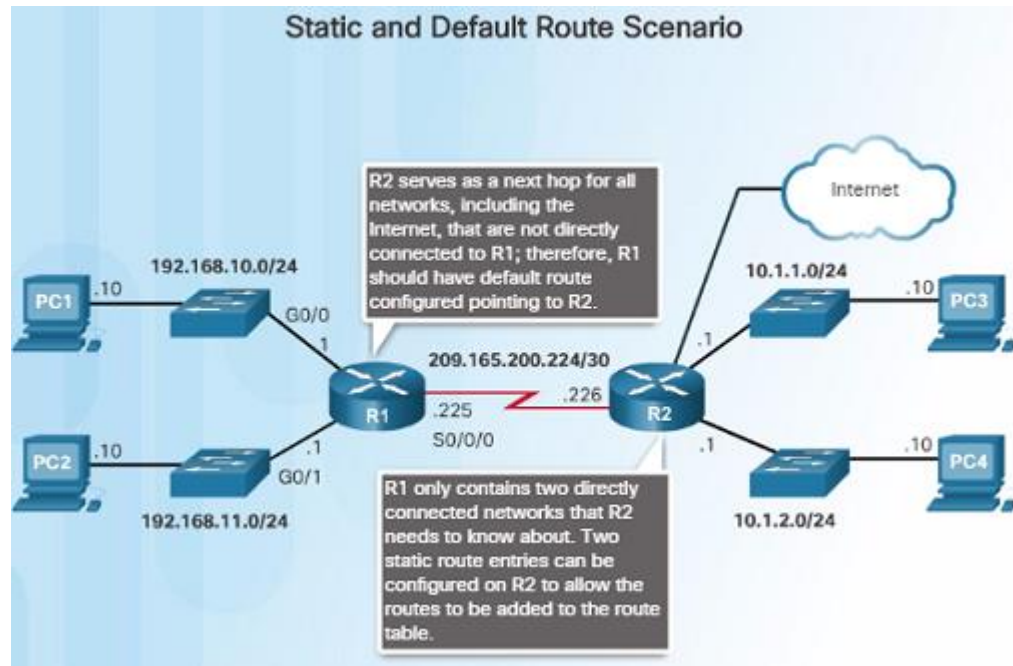 Static and Default Route Scenario
R2 serves as a next hop for all
networks, including the
Internet, that are not directly
connected to R1; therefore, R1
should have default route
configured pointing to R2.
Internet
192.168.10.0/24
10.1.1.0/24
PC1
.10
.10
PC3
G0/0
.1
.1
209.165.200.224/30
R1
.225
.226
R2
S0/0/0
PC2
.10
.1
G0/1
.1
.10
PC4
192.168.11.0/24
10.1.2.0/24
R1 only contains two directly
connected networks that R2
needs to know about. Two
static route entries can be
configured on R2 to allow the
routes to be added to the route
table.